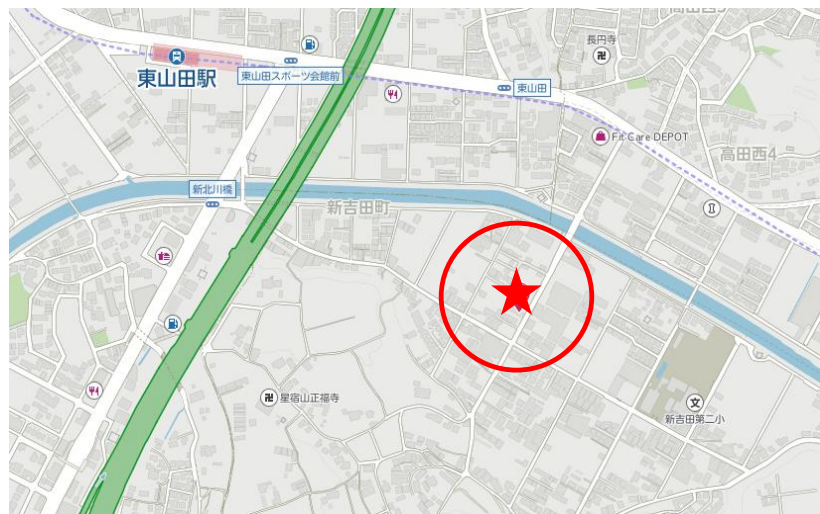 高田西5
長円寺
東山田駅
東山田スポーツ会館前
東山田
Fit Care DEPOT
高田西4
新北川橋
新吉田町
星宿山正福寺
文
新吉田第二小